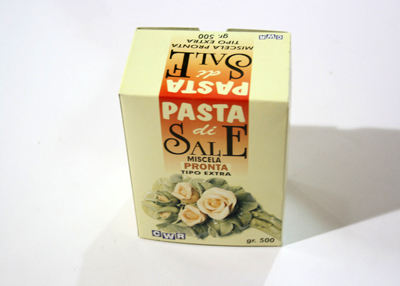 CWR
gr. 500
TIPO EXTRA
MISCELA PRONTA
SALE
di
PASTA
PASTA
di
SALE
MISCELA
PRONTA
TIPO EXTRA
CWR
gr. 500